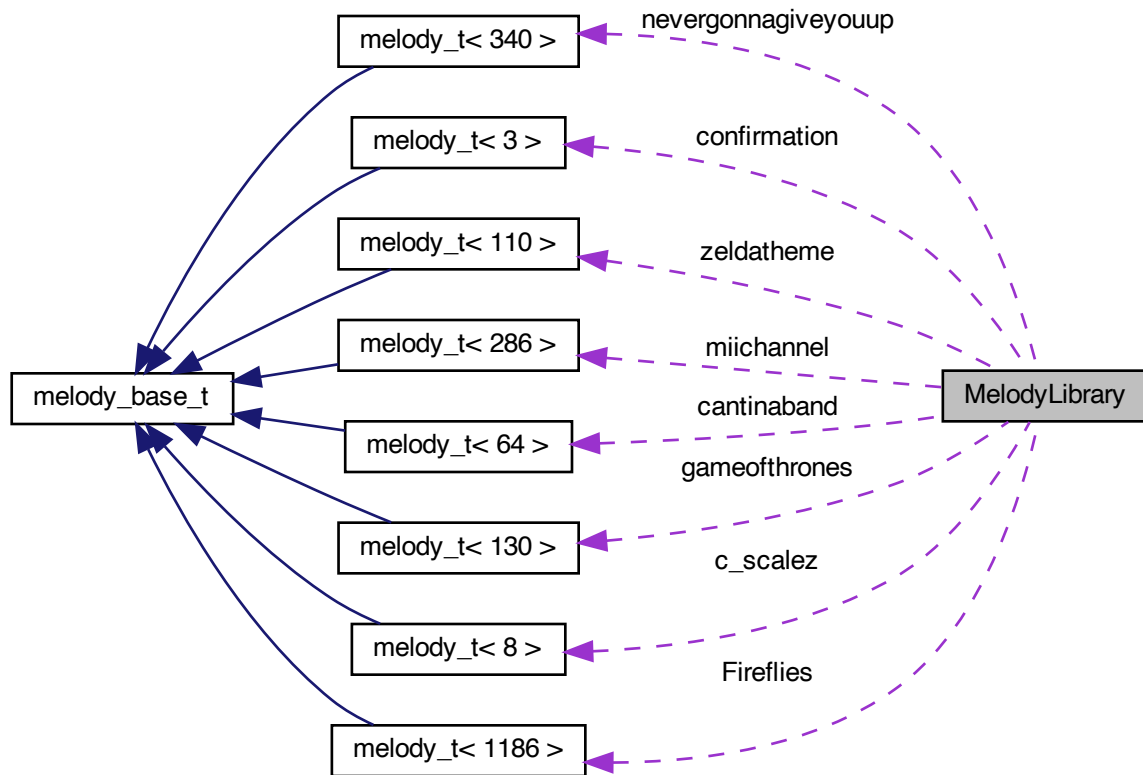 nevergonnagiveyouup
melody_t< 340 >
confirmation
melody_t< 3 >
zeldatheme
melody_t< 110 >
miichannel
melody_t< 286 >
melody_base_t
MelodyLibrary
cantinaband
melody_t< 64 >
gameofthrones
melody_t< 130 >
c_scalez
melody_t< 8 >
Fireflies
melody_t< 1186 >